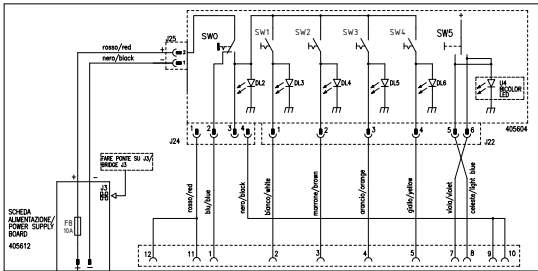 J25
SW0
SW1
SW2
SW3
SW4
SW5
rosso/red
+
2
nero/black
-
1
+
DL2
DL3
DL4
DL5
DL6
U4
BICOLOR
LED
405604
1
2
3
4
J24
1
2
3
4
5
6
J22
FARE PONTE SU J3/
BRIDGE J3
+
-
J3
F8
10A
SCHEDA
ALIMENTAZIONE/
POWER SUPPLY
BOARD
405612
rosso/red
blu/blue
nero/black
bianco/white
marrone/brown
arancio/orange
giallo/yellow
viola/violet
celeste/light blue
12
11
1
2
3
4
5
7
8
9
10